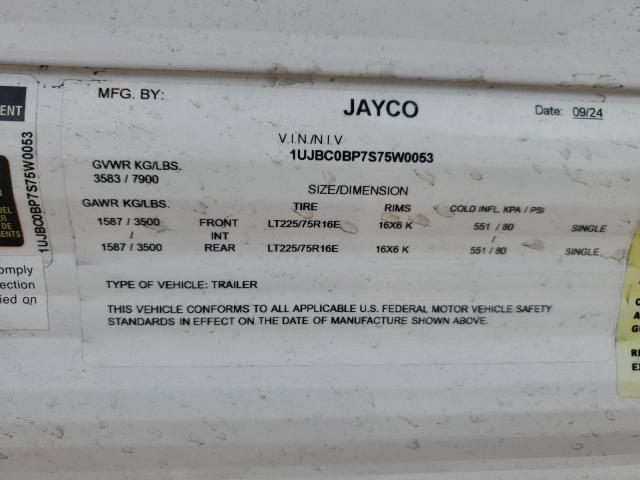 MFG. BY: JAYCO Date: 09/24
V.I.N./N.I.V
1UJBC0BP7S75W0053
GVWR KG/LBS.
3583 / 7900
SIZE/DIMENSION
GAWR KG/LBS. TIRE RIMS COLD INFL. KPA / PSI
1587 / 3500 FRONT LT225/75R16E 16X6 K 551 / 80 SINGLE
/ INT /
1587 / 3500 REAR LT225/75R16E 16X6 K 551 / 80 SINGLE
TYPE OF VEHICLE: TRAILER
THIS VEHICLE CONFORMS TO ALL APPLICABLE U.S. FEDERAL MOTOR VEHICLE SAFETY
STANDARDS IN EFFECT ON THE DATE OF MANUFACTURE SHOWN ABOVE.
1UJBC0BP7S75W0053
omply
ection
ied on